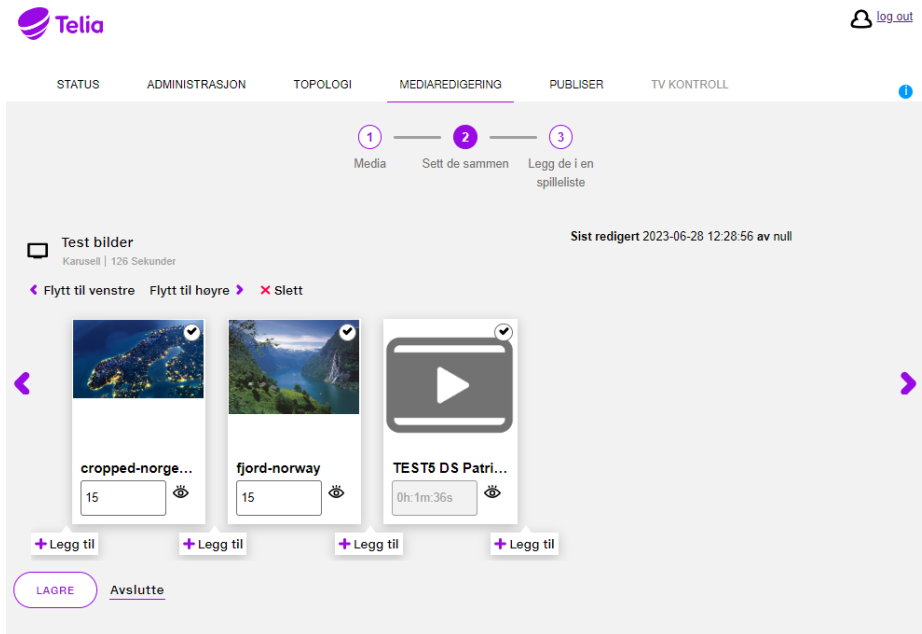 Telia
log out
STATUS ADMINISTRASJON TOPOLOGI MEDIAREDIGERING PUBLISER TV KONTROLL
i
1 2 3
Media Sett de sammen Legg de i en
spilleliste
Test bilder
Karusell | 126 Sekunder
Sist redigert 2023-06-28 12:28:56 av null
Flytt til venstre Flytt til høyre Slett
cropped-norge... fjord-norway TEST5 DS Patri...
15 15 0h:1m:36s
Legg til Legg til Legg til Legg til
LAGRE Avslutte